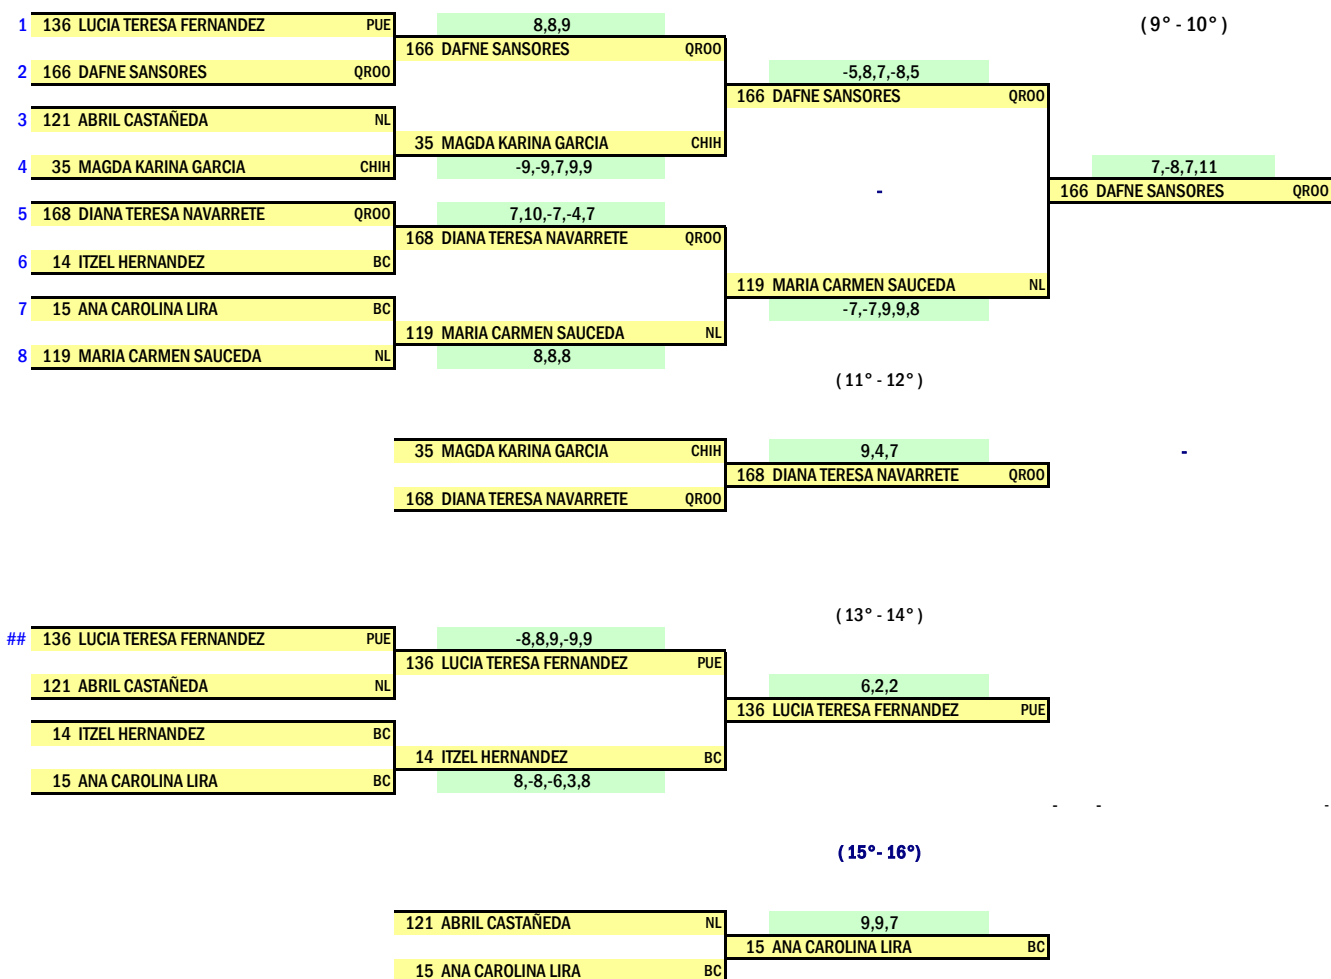 1 136 LUCIA TERESA FERNANDEZ PUE 8,8,9 ( 9° - 10° )
166 DAFNE SANSORES QROO
2 166 DAFNE SANSORES QROO -5,8,7,-8,5
166 DAFNE SANSORES QROO
3 121 ABRIL CASTAÑEDA NL
35 MAGDA KARINA GARCIA CHIH
4 35 MAGDA KARINA GARCIA CHIH -9,-9,7,9,9 7,-8,7,11
- 166 DAFNE SANSORES QROO
5 168 DIANA TERESA NAVARRETE QROO 7,10,-7,-4,7
168 DIANA TERESA NAVARRETE QROO
6 14 ITZEL HERNANDEZ BC
119 MARIA CARMEN SAUCEDA NL
7 15 ANA CAROLINA LIRA BC -7,-7,9,9,8
119 MARIA CARMEN SAUCEDA NL
8 119 MARIA CARMEN SAUCEDA NL 8,8,8
( 11° - 12° )
35 MAGDA KARINA GARCIA CHIH 9,4,7 -
168 DIANA TERESA NAVARRETE QROO
168 DIANA TERESA NAVARRETE QROO
( 13° - 14° )
## 136 LUCIA TERESA FERNANDEZ PUE -8,8,9,-9,9
136 LUCIA TERESA FERNANDEZ PUE
121 ABRIL CASTAÑEDA NL 6,2,2
136 LUCIA TERESA FERNANDEZ PUE
14 ITZEL HERNANDEZ BC
14 ITZEL HERNANDEZ BC
15 ANA CAROLINA LIRA BC 8,-8,-6,3,8
- - -
( 15°- 16°)
121 ABRIL CASTAÑEDA NL 9,9,7
15 ANA CAROLINA LIRA BC
15 ANA CAROLINA LIRA BC